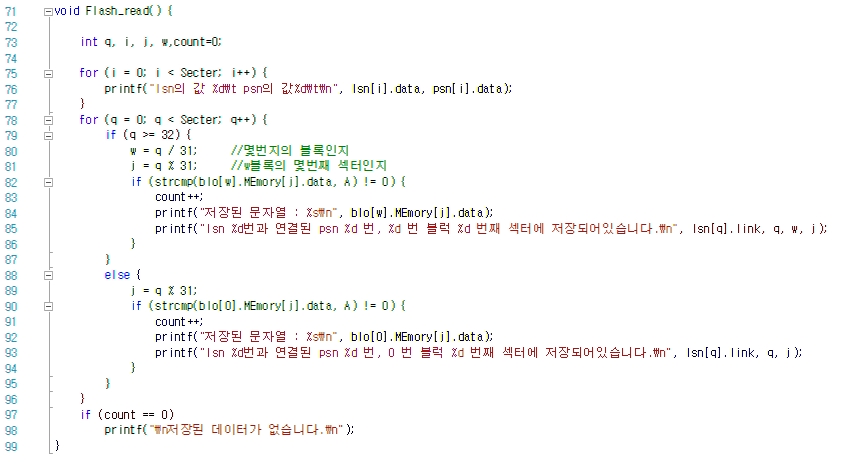 71 void Flash_read() {
72
73     int q, i, j, w,count=0;
74
75     for (i = 0; i < Secter; i++) {
76         printf("lsn의 값 %d₩t psn의 값%d₩t₩n", lsn[i].data, psn[i].data);
77     }
78     for (q = 0; q < Secter; q++) {
79         if (q >= 32) {
80             w = q / 31;     //몇번지의 블록인지
81             j = q % 31;     //w블록의 몇번째 섹터인지
82             if (strcmp(blo[w].MEmory[j].data, A) != 0) {
83                 count++;
84                 printf("저장된 문자열 : %s₩n", blo[w].MEmory[j].data);
85                 printf("lsn %d번과 연결된 psn %d 번, %d 번 블럭 %d 번째 섹터에 저장되어있습니다.₩n", lsn[q].link, q, w, j);
86             }
87         }
88         else {
89             j = q % 31;
90             if (strcmp(blo[0].MEmory[j].data, A) != 0) {
91                 count++;
92                 printf("저장된 문자열 : %s₩n", blo[0].MEmory[j].data);
93                 printf("lsn %d번과 연결된 psn %d 번, 0 번 블럭 %d 번째 섹터에 저장되어있습니다.₩n", lsn[q].link, q, j);
94             }
95         }
96     }
97     if (count == 0)
98         printf("₩n저장된 데이터가 없습니다.₩n");
99 }